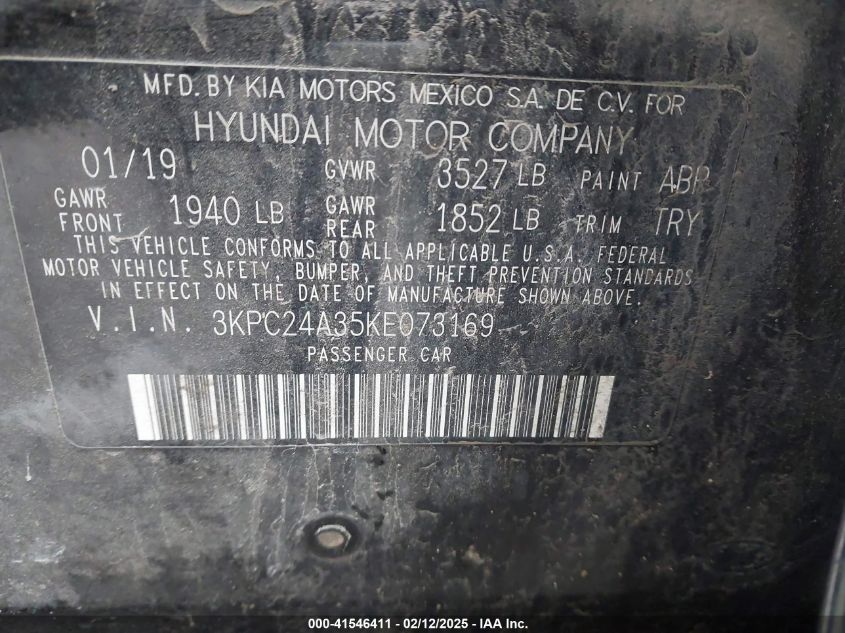 MFD. BY KIA MOTORS MEXICO S.A. DE C.V. FOR
HYUNDAI MOTOR COMPANY
01/19 GVWR 3527 LB PAINT ABP
GAWR FRONT 1940 LB GAWR REAR 1852 LB TRIM TRY
THIS VEHICLE CONFORMS TO ALL APPLICABLE U.S.A. FEDERAL
MOTOR VEHICLE SAFETY, BUMPER, AND THEFT PREVENTION STANDARDS
IN EFFECT ON THE DATE OF MANUFACTURE SHOWN ABOVE.
V.I.N. 3KPC24A35KE073169
PASSENGER CAR
000-41546411 - 02/12/2025 - IAA Inc.